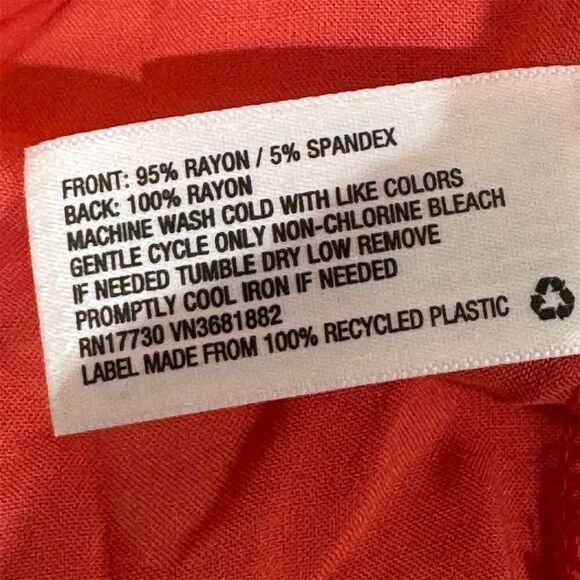 FRONT: 95% RAYON / 5% SPANDEX
BACK: 100% RAYON
MACHINE WASH COLD WITH LIKE COLORS
GENTLE CYCLE ONLY NON-CHLORINE BLEACH
IF NEEDED TUMBLE DRY LOW REMOVE
PROMPTLY COOL IRON IF NEEDED
RN17730 VN3681882
LABEL MADE FROM 100% RECYCLED PLASTIC